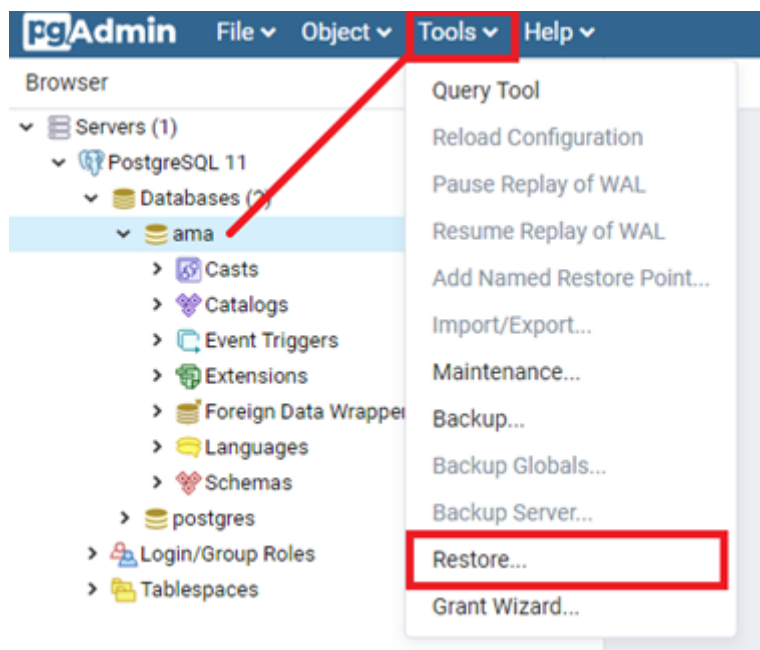 pgAdmin File Object Tools Help
Browser
Servers (1)
PostgreSQL 11
Databases (2)
ama
Casts
Catalogs
Event Triggers
Extensions
Foreign Data Wrapper
Languages
Schemas
postgres
Login/Group Roles
Tablespaces
Query Tool
Reload Configuration
Pause Replay of WAL
Resume Replay of WAL
Add Named Restore Point...
Import/Export...
Maintenance...
Backup...
Backup Globals...
Backup Server...
Restore...
Grant Wizard...